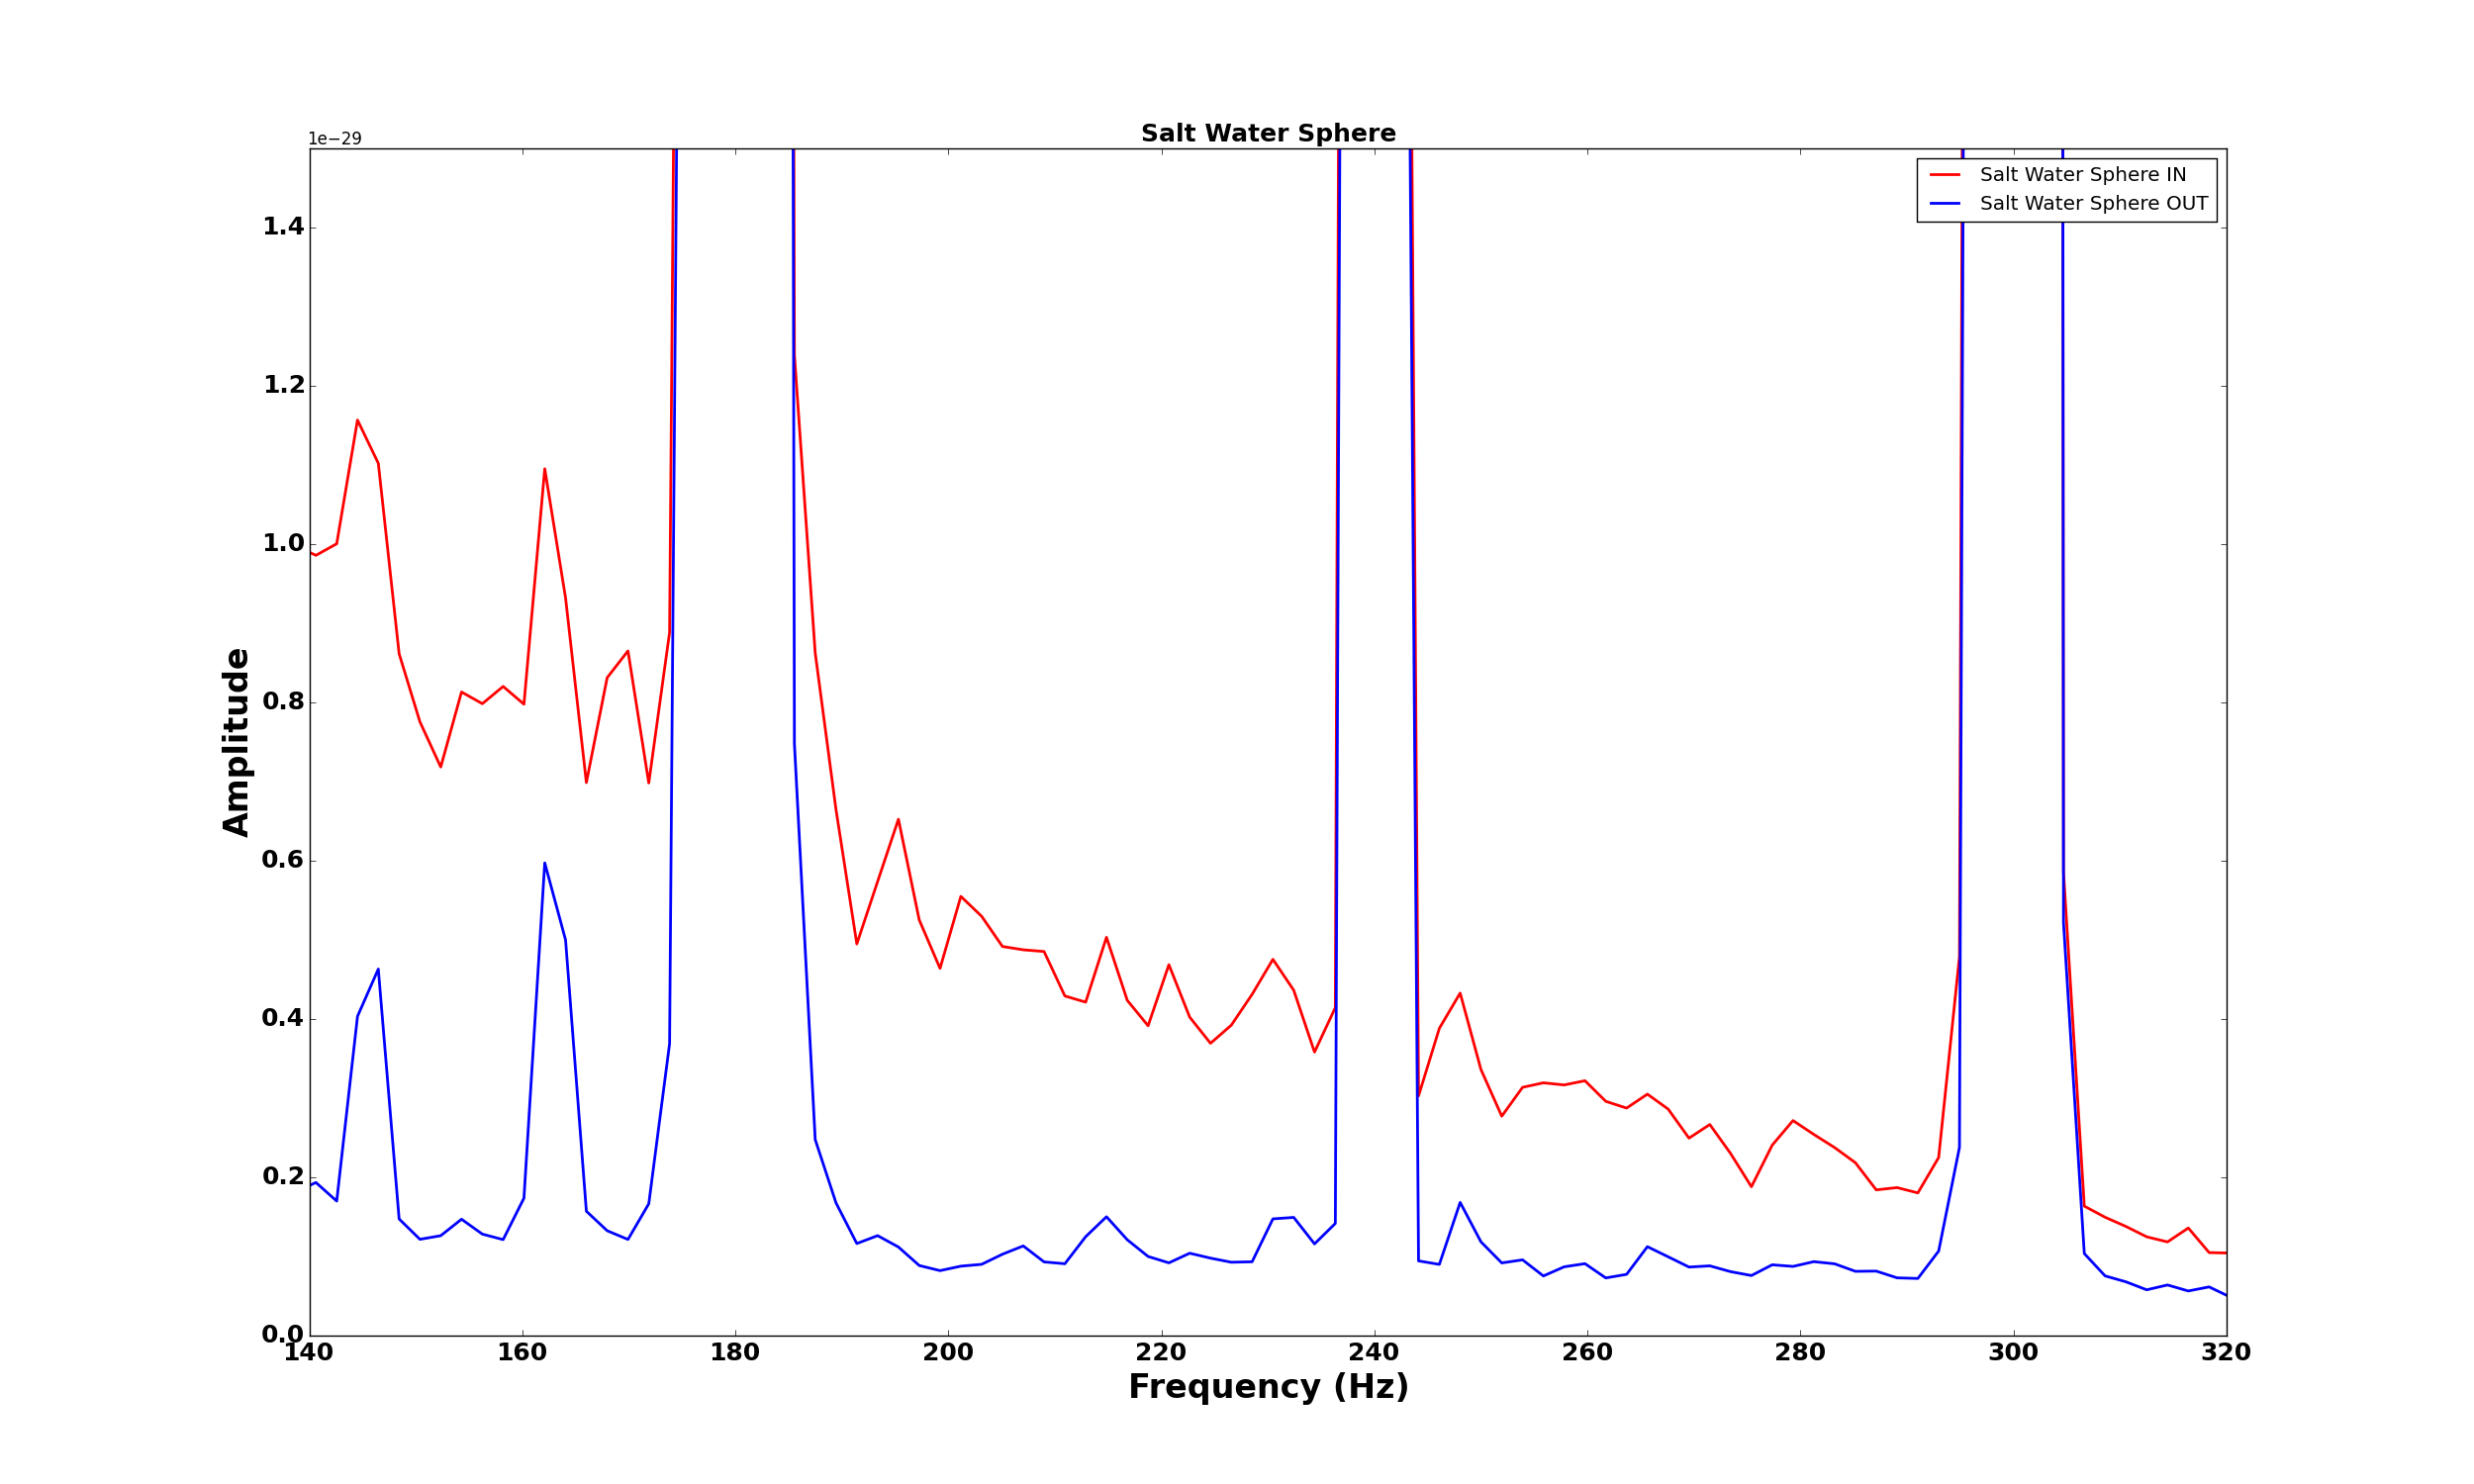 Salt Water Sphere
1e−29
Salt Water Sphere IN
Salt Water Sphere OUT
1.4
1.2
1.0
0.8
0.6
0.4
0.2
0.0
Amplitude
140 160 180 200 220 240 260 280 300 320
Frequency (Hz)